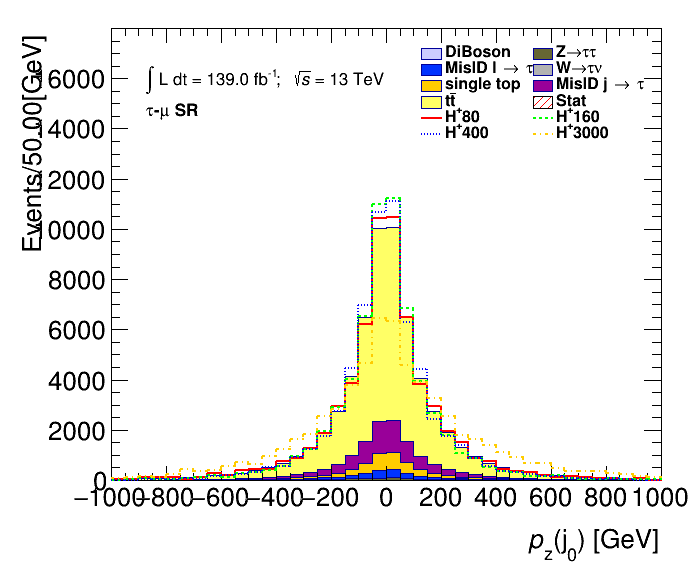 Events/50.00[GeV]
∫ L dt = 139.0 fb⁻¹; √s = 13 TeV
τ-μ SR
DiBoson Z→ττ
MisID l → τ W→τν
single top MisID j → τ
tt̄ Stat
H⁺80 H⁺160
H⁺400 H⁺3000
6000
4000
12000
10000
8000
6000
4000
2000
0
−1000 −800 −600 −400 −200 0 200 400 600 800 1000
p_z(j_0) [GeV]